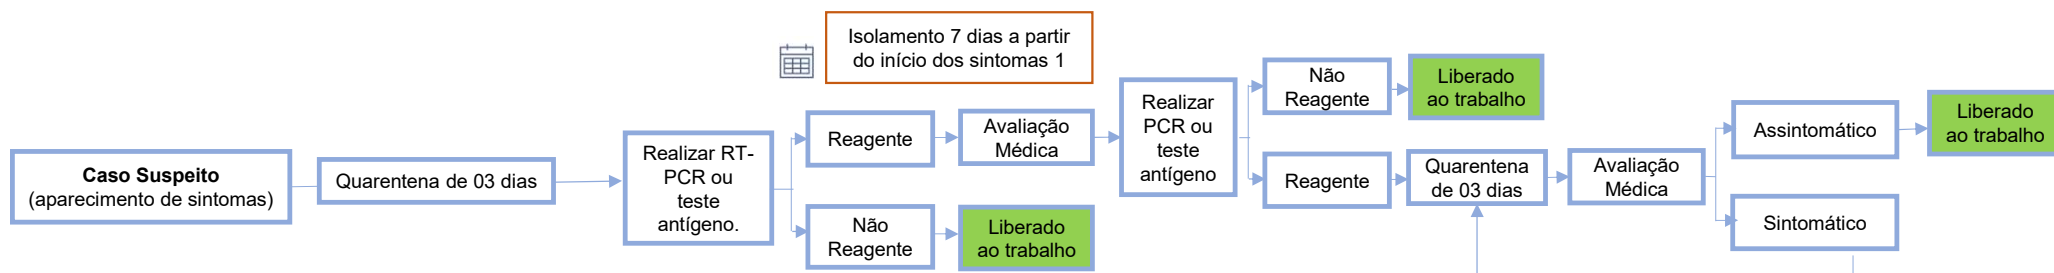 Isolamento 7 dias a partir
do início dos sintomas 1
Caso Suspeito
(aparecimento de sintomas)
Quarentena de 03 dias
Realizar RT-
PCR ou
teste
antígeno.
Reagente
Avaliação
Médica
Não
Reagente
Liberado
ao trabalho
Realizar
PCR ou
teste
antígeno
Não
Reagente
Liberado
ao trabalho
Reagente
Quarentena
de 03 dias
Avaliação
Médica
Assintomático
Liberado
ao trabalho
Sintomático